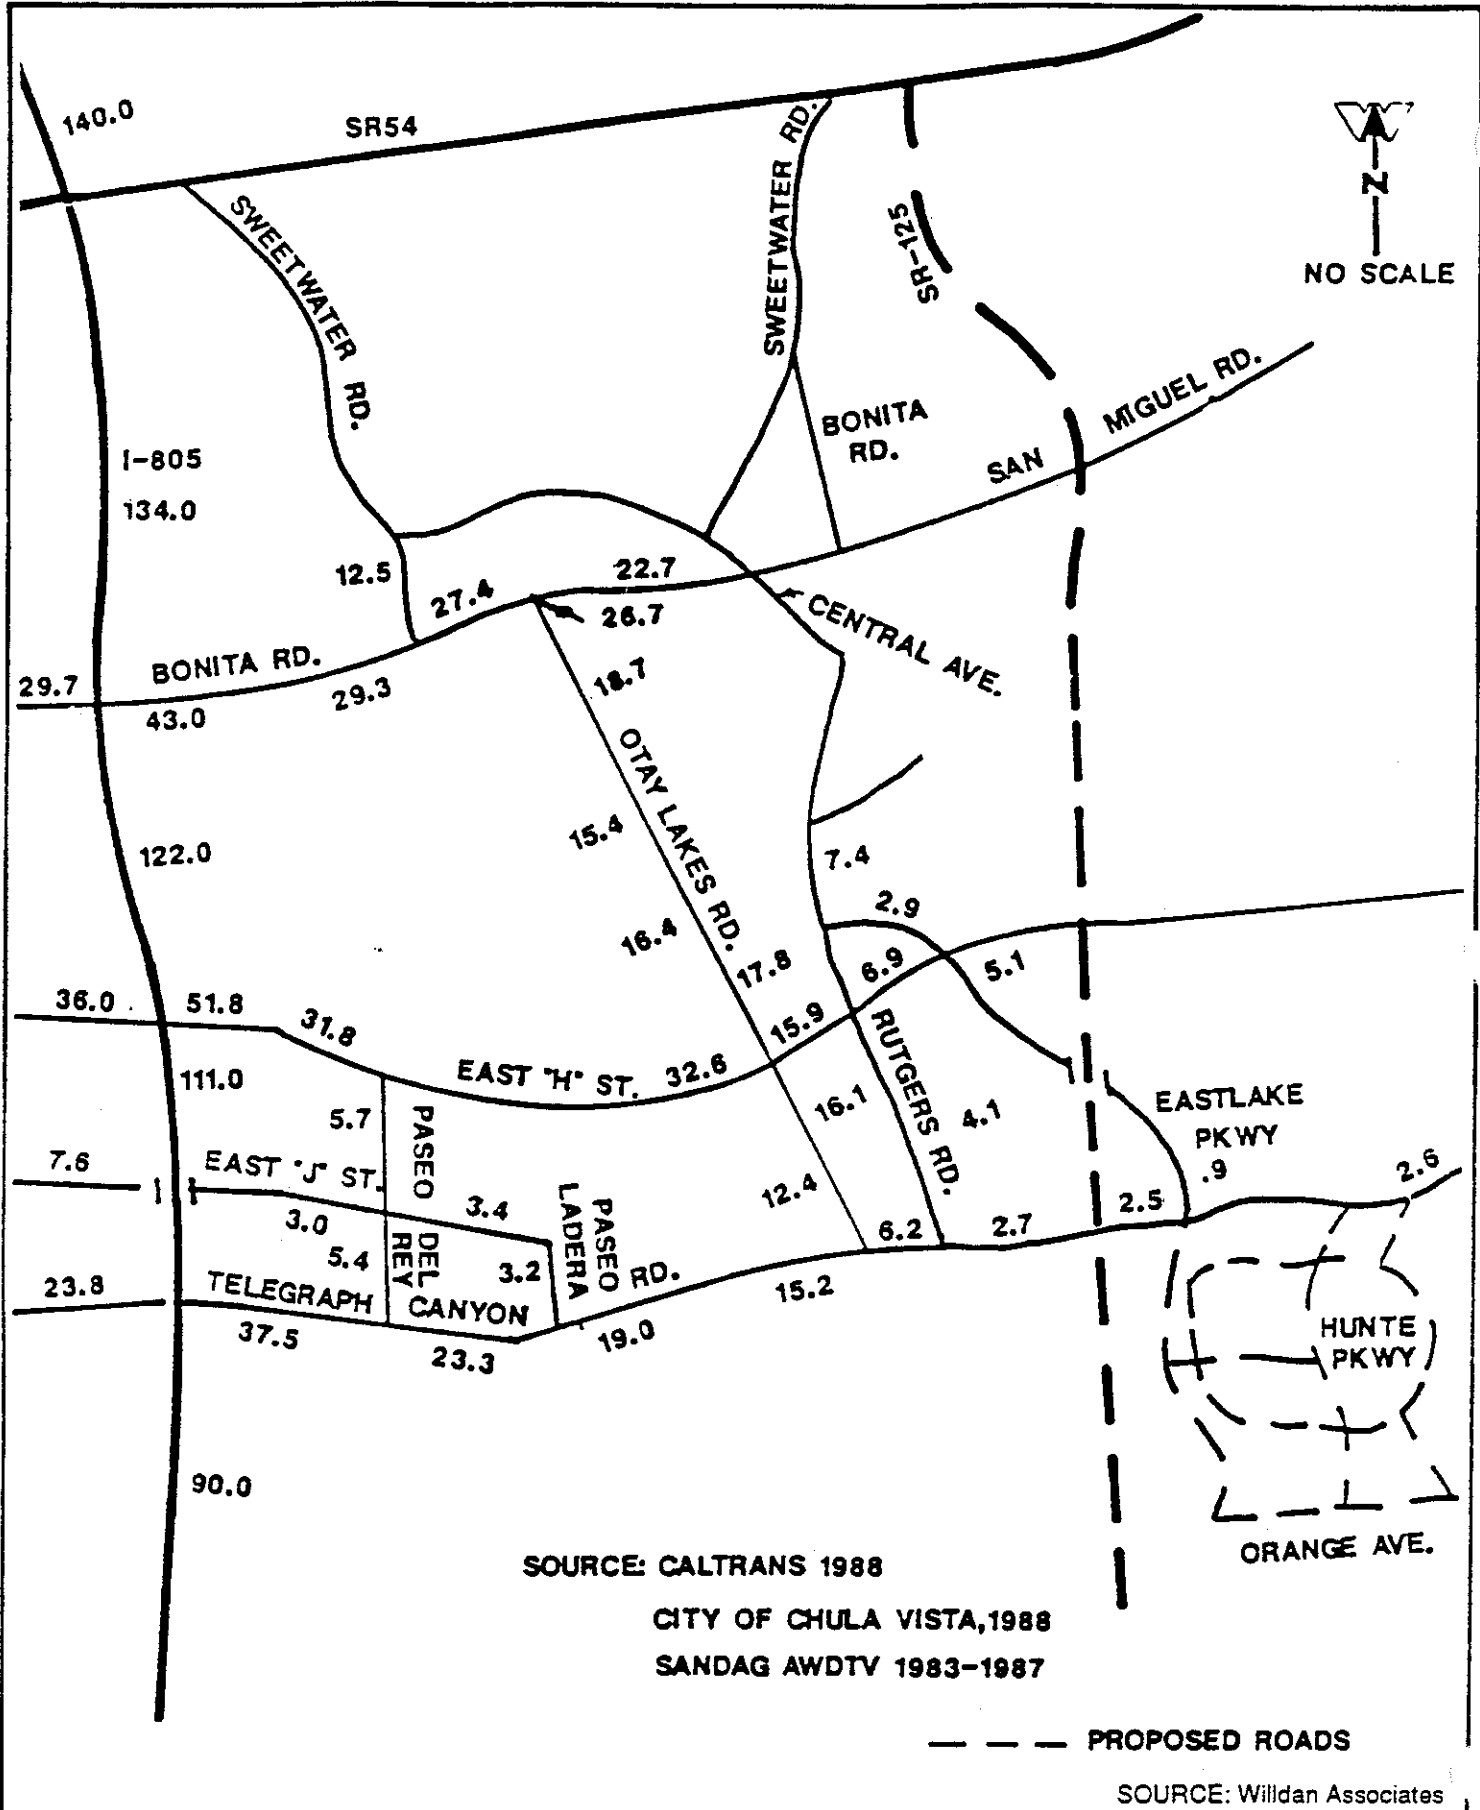 140.0
SR54
SWEETWATER RD.
SWEETWATER RD.
SR-125
N
NO SCALE
BONITA
RD.
SAN MIGUEL RD.
I-805
134.0
12.5
27.4
22.7
26.7
CENTRAL AVE.
BONITA RD.
29.7
43.0
29.3
18.7
OTAY LAKES RD.
122.0
15.4
7.4
16.4
17.8
2.9
6.9
5.1
36.0
51.8
31.8
15.9
EAST "H" ST.
32.6
RUTGERS RD.
111.0
5.7
PASEO
DEL
REY
16.1
4.1
EASTLAKE
PKWY
.9
2.6
7.6
EAST "J" ST.
3.0
3.4
PASEO
LADERA
12.4
6.2
2.7
2.5
5.4
3.2
23.8
TELEGRAPH CANYON RD.
37.5
23.3
19.0
15.2
HUNTE
PKWY
90.0
ORANGE AVE.
SOURCE: CALTRANS 1988
CITY OF CHULA VISTA,1988
SANDAG AWDTV 1983-1987
PROPOSED ROADS
SOURCE: Willdan Associates